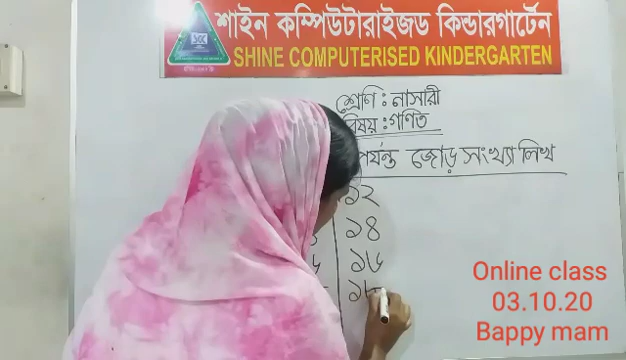 শাইন কম্পিউটারাইজড কিন্ডারগার্টেন
SHINE COMPUTERISED KINDERGARTEN
শ্রেণি : নার্সারী
বিষয় : গণিত
পর্যন্ত জোড় সংখ্যা লিখ
১২
১৪
১৬
১৮
Online class
03.10.20
Bappy mam